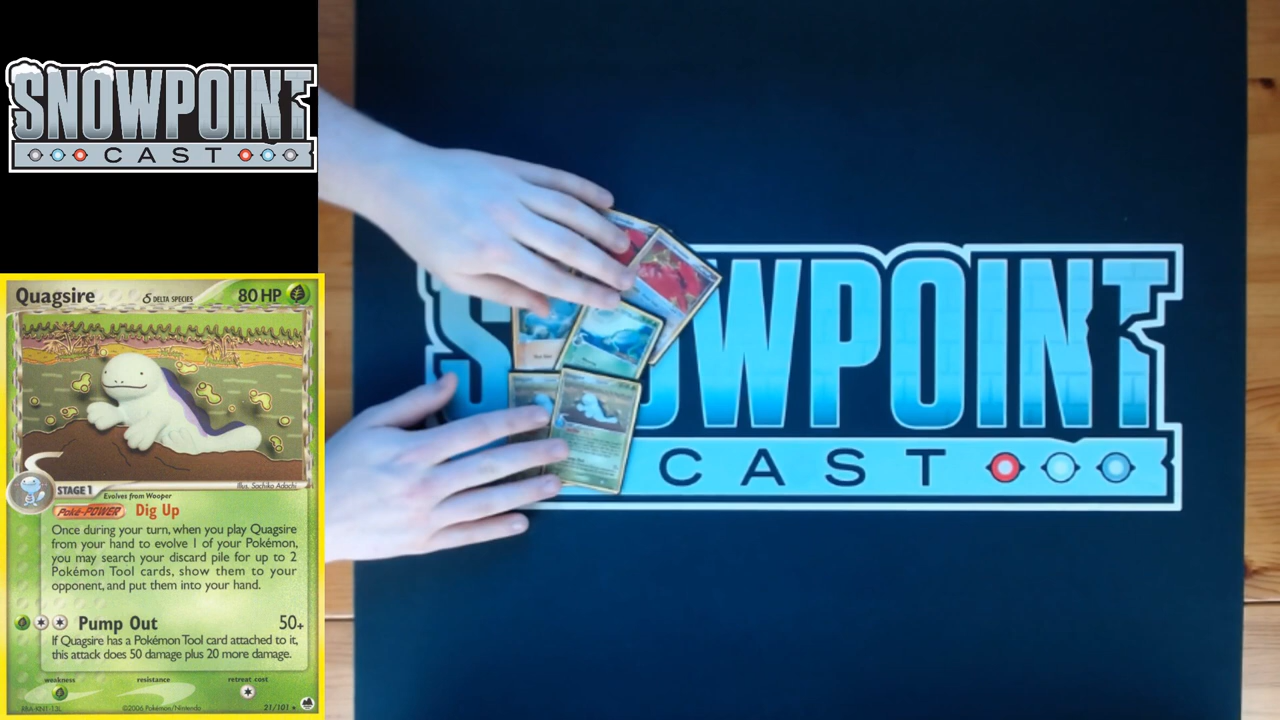 SNOWPOINT
CAST
Quagsire
δ DELTA SPECIES
80 HP
Illus. Sachiko Adachi
STAGE 1
Evolves from Wooper
Poké-POWER Dig Up
Once during your turn, when you play Quagsire
from your hand to evolve 1 of your Pokémon,
you may search your discard pile for up to 2
Pokémon Tool cards, show them to your
opponent, and put them into your hand.
Pump Out 50+
If Quagsire has a Pokémon Tool card attached to it,
this attack does 50 damage plus 20 more damage.
weakness resistance retreat cost
©2006 Pokémon/Nintendo 21/101
S OWPOINT
CAST